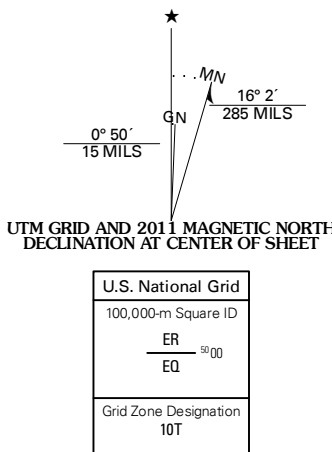 ★
MN
GN
16° 2´
285 MILS
0° 50´
15 MILS
UTM GRID AND 2011 MAGNETIC NORTH
DECLINATION AT CENTER OF SHEET
U.S. National Grid
100,000-m Square ID
ER
5000
EQ
Grid Zone Designation
10T